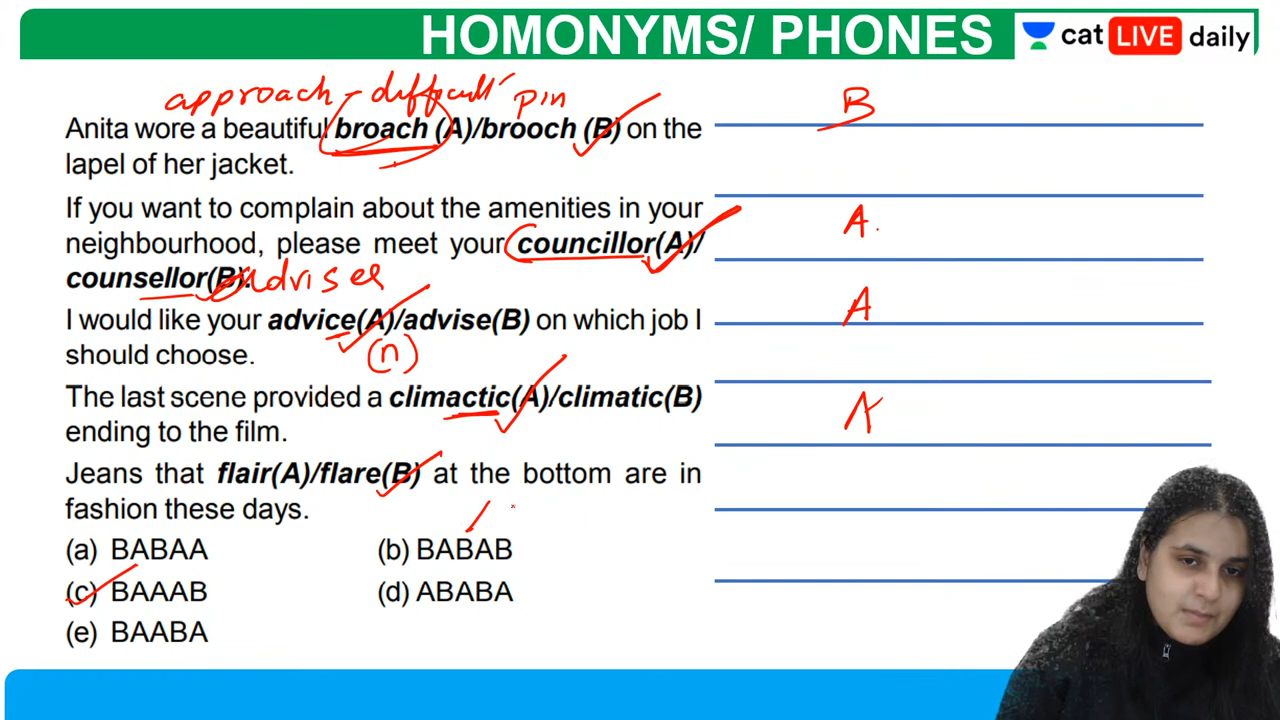 HOMONYMS/ PHONES
cat LIVE daily
approach - difficult pin
Anita wore a beautiful broach (A)/brooch (B) on the
lapel of her jacket.
B
If you want to complain about the amenities in your
neighbourhood, please meet your councillor(A)/
counsellor(B).
adviser
A.
I would like your advice(A)/advise(B) on which job I
should choose.
(n)
A
The last scene provided a climactic(A)/climatic(B)
ending to the film.
A
Jeans that flair(A)/flare(B) at the bottom are in
fashion these days.
(a) BABAA (b) BABAB
(c) BAAAB (d) ABABA
(e) BAABA